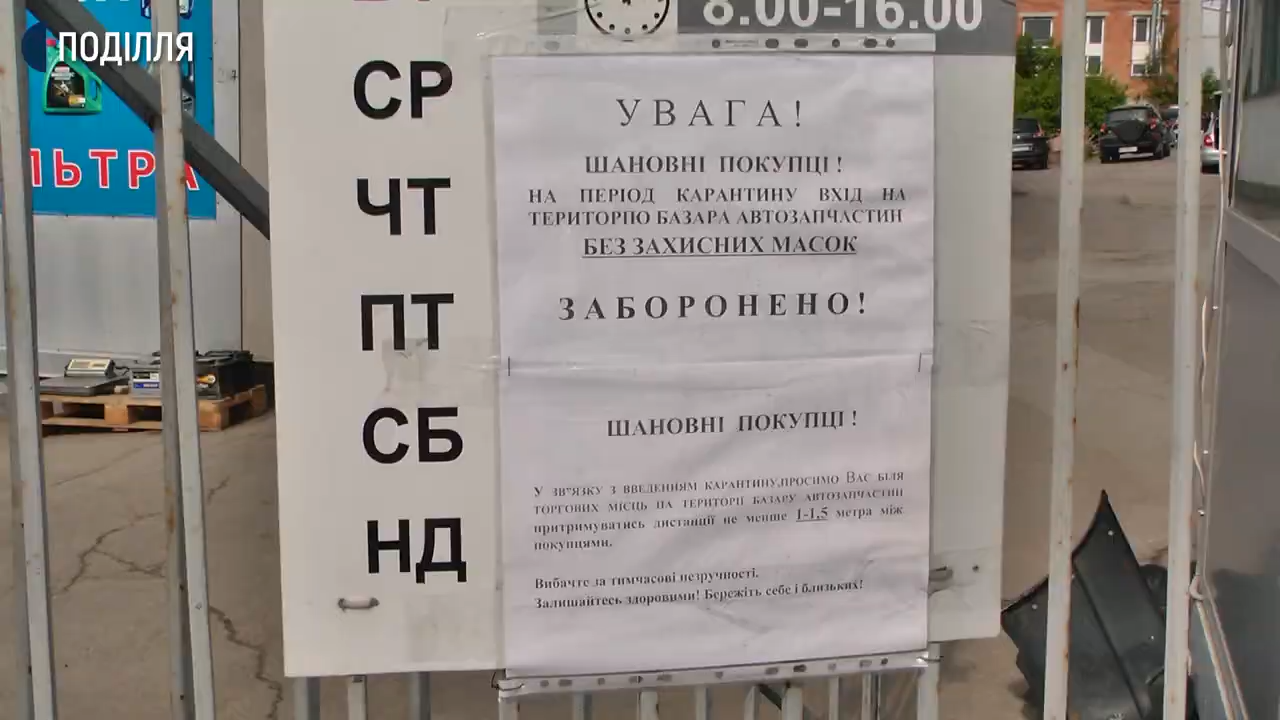 ПОДІЛЛЯ
8.00-16.00
ЛЬТРА
СР
ЧТ
ПТ
СБ
НД
УВАГА!
ШАНОВНІ ПОКУПЦІ!
НА ПЕРІОД КАРАНТИНУ ВХІД НА
ТЕРИТОРІЮ БАЗАРА АВТОЗАПЧАСТИН
БЕЗ ЗАХИСНИХ МАСОК
ЗАБОРОНЕНО!
ШАНОВНІ ПОКУПЦІ!
У ЗВ'ЯЗКУ З ВВЕДЕННЯМ КАРАНТИНУ,ПРОСИМО ВАС БІЛЯ
ТОРГОВИХ МІСЦЬ НА ТЕРИТОРІЇ БАЗАРУ АВТОЗАПЧАСТИН
притримуватись дистанції не менше 1-1,5 метра між
покупцями.
Вибачте за тимчасові незручності.
Залишайтесь здоровими! Бережіть себе і близьких!